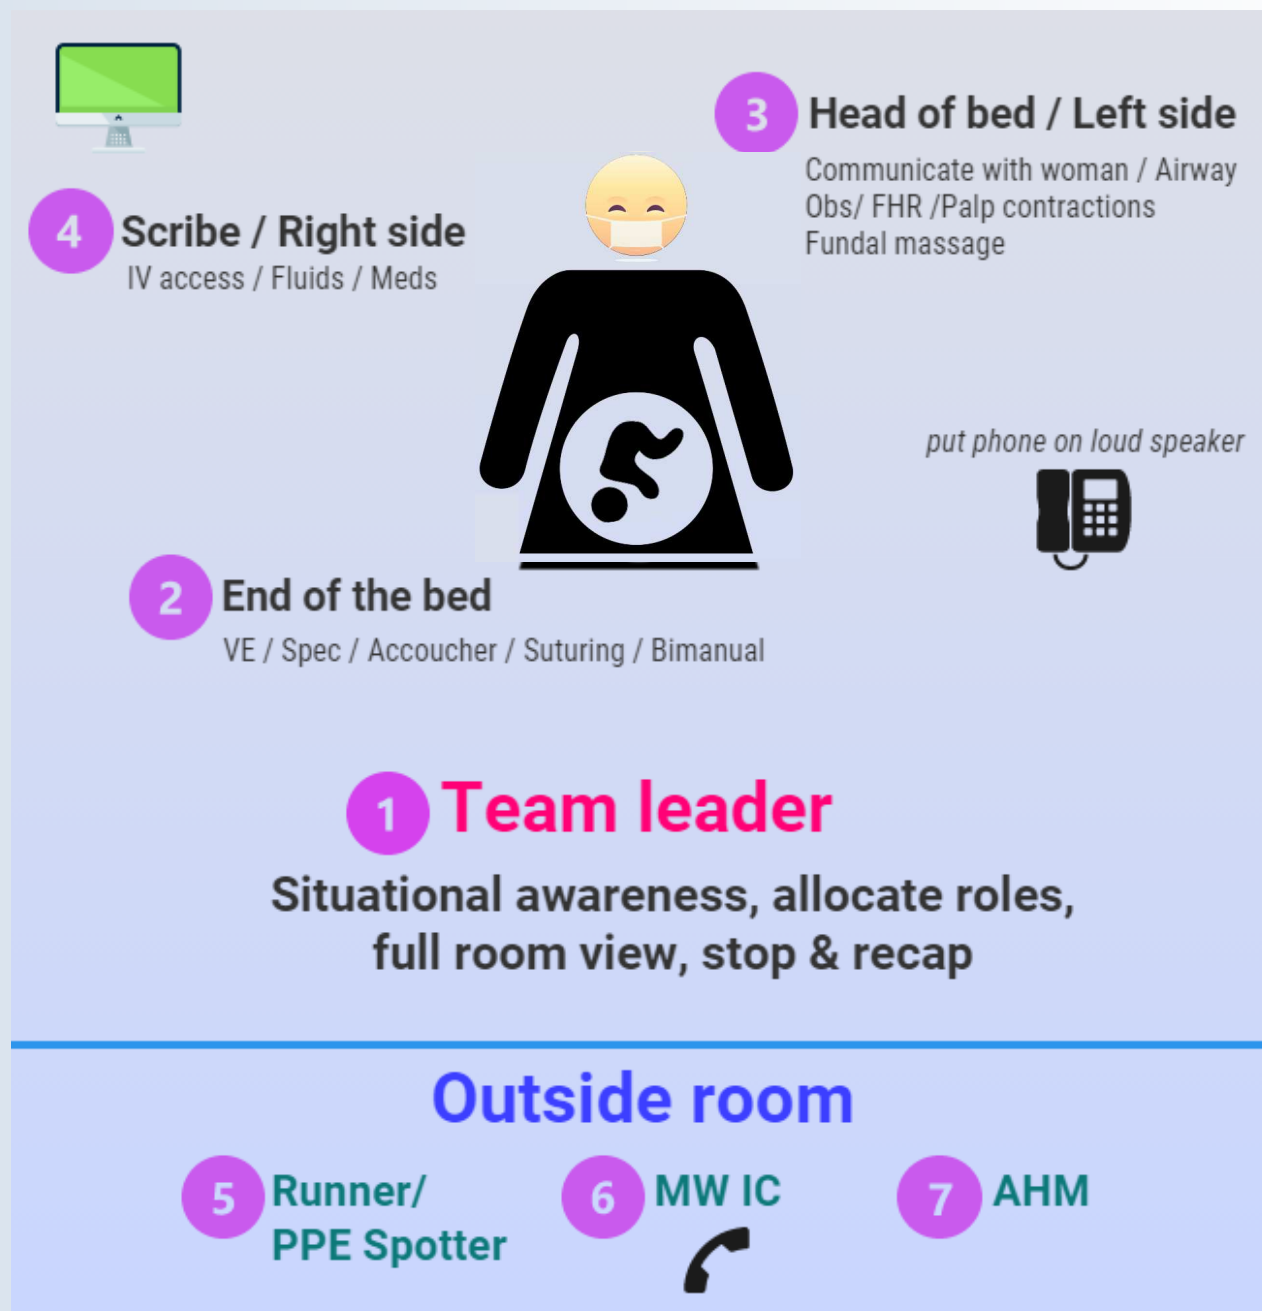 3 Head of bed / Left side
Communicate with woman / Airway
Obs/ FHR /Palp contractions
Fundal massage
4 Scribe / Right side
IV access / Fluids / Meds
put phone on loud speaker
2 End of the bed
VE / Spec / Accoucher / Suturing / Bimanual
1 Team leader
Situational awareness, allocate roles,
full room view, stop & recap
Outside room
5 Runner/
PPE Spotter
6 MW IC
7 AHM